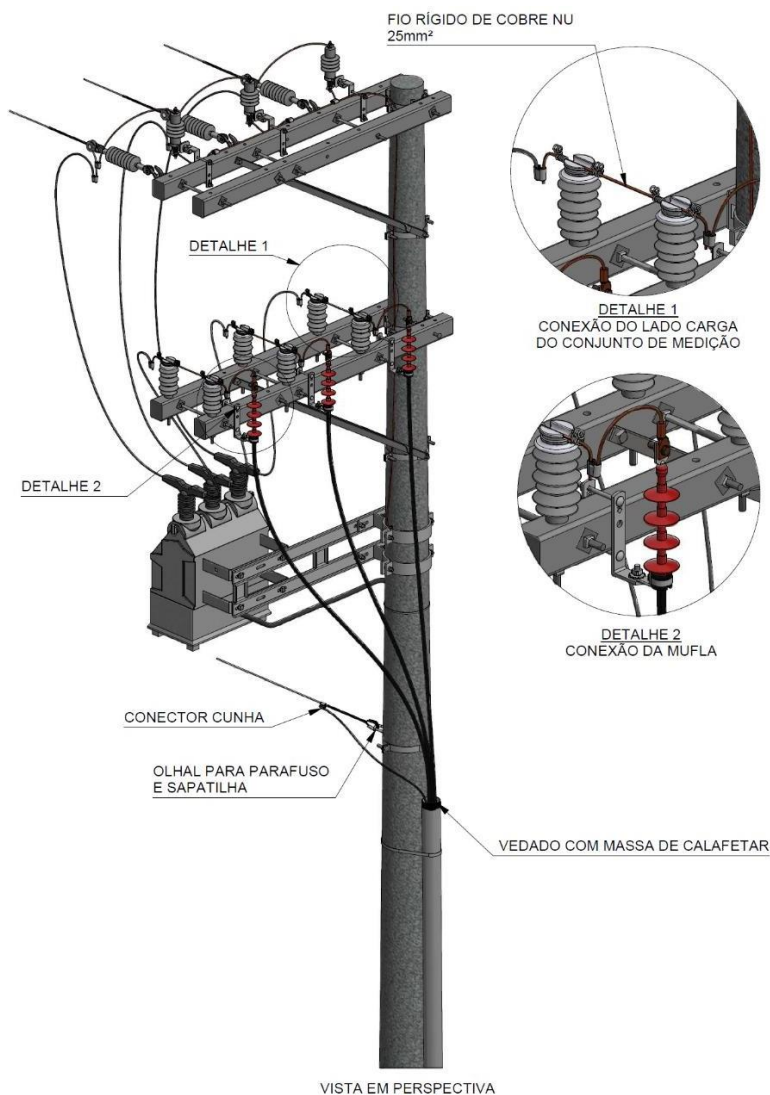 FIO RÍGIDO DE COBRE NU
25mm²
DETALHE 1
DETALHE 1
CONEXÃO DO LADO CARGA
DO CONJUNTO DE MEDIÇÃO
DETALHE 2
DETALHE 2
CONEXÃO DA MUFLA
CONECTOR CUNHA
OLHAL PARA PARAFUSO
E SAPATILHA
VEDADO COM MASSA DE CALAFETAR
VISTA EM PERSPECTIVA